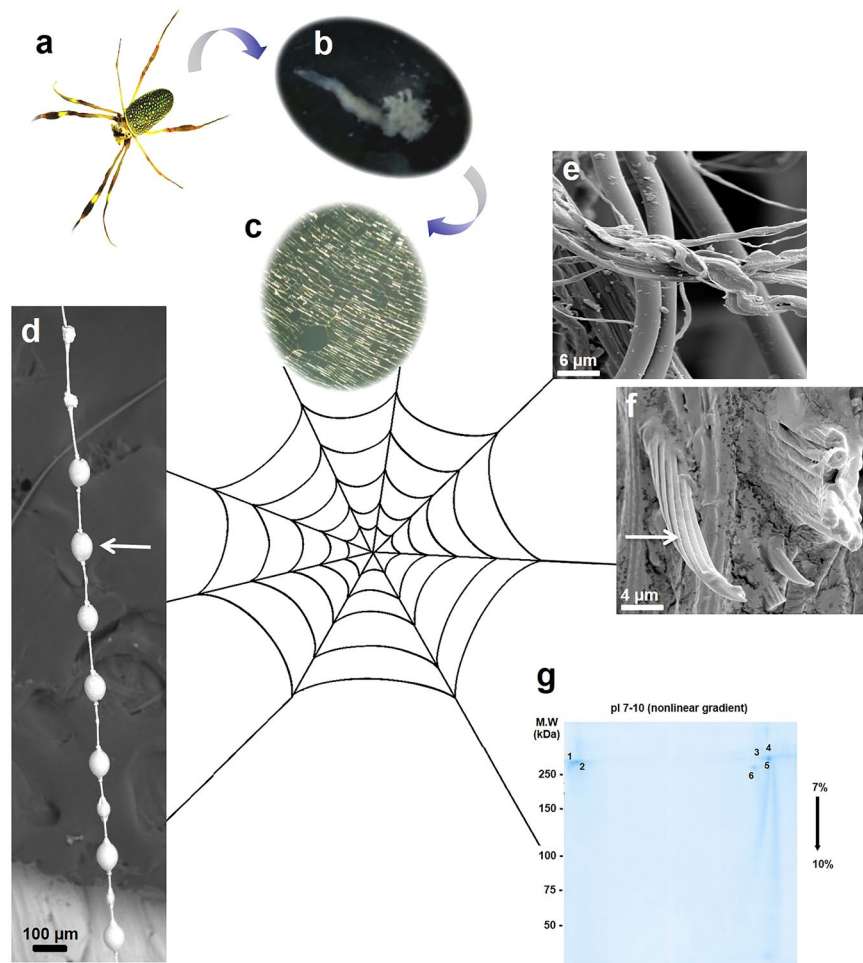 a
b
c
d
e
6 µm
f
4 µm
100 µm
g
pI 7-10 (nonlinear gradient)
M.W
(kDa)
1
2
3
4
5
6
250 -
150 -
100 -
75 -
50 -
7%
10%